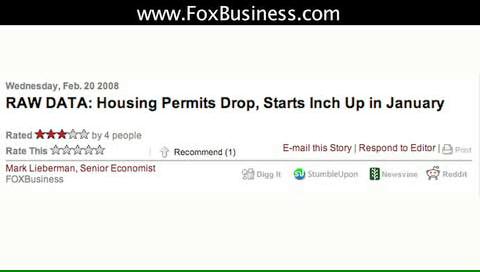 www.FoxBusiness.com
Wednesday, Feb. 20 2008
RAW DATA: Housing Permits Drop, Starts Inch Up in January
Rated by 4 people
Rate This Recommend (1) E-mail this Story | Respond to Editor | Print
Mark Lieberman, Senior Economist
FOXBusiness
Digg It StumbleUpon Newsvine Reddit